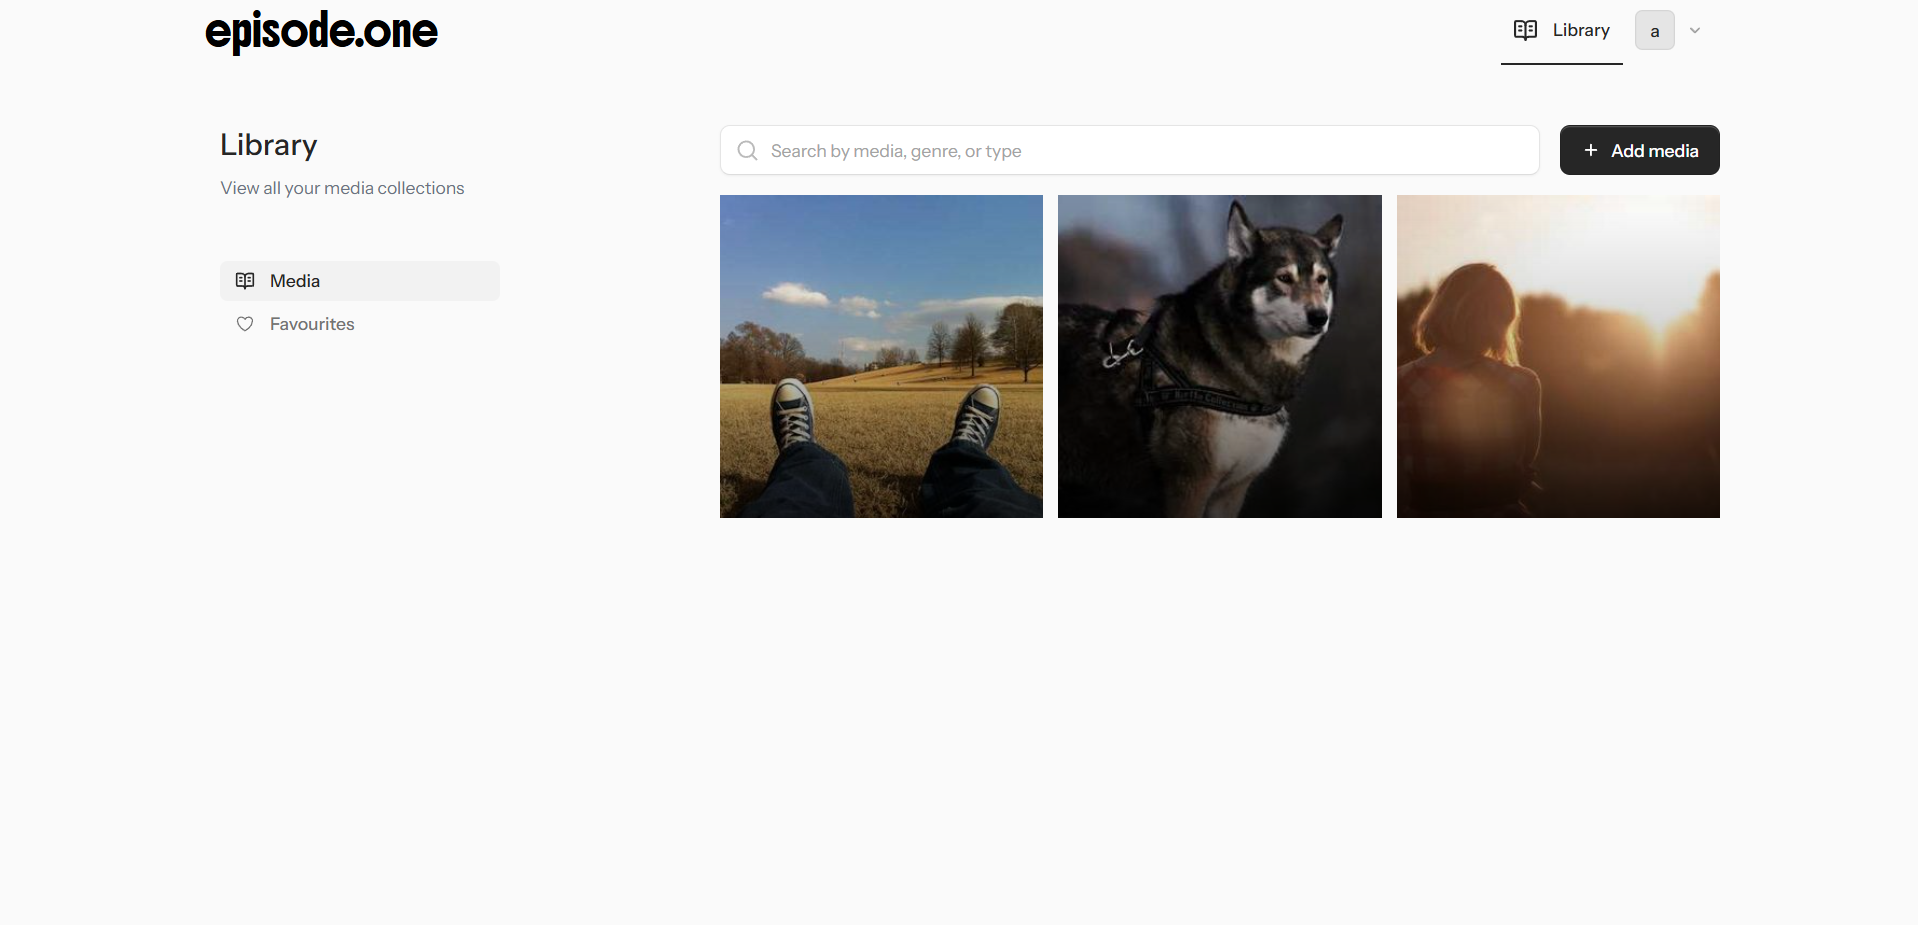 episode.one
Library
a
Library
View all your media collections
Search by media, genre, or type
+ Add media
Media
Favourites